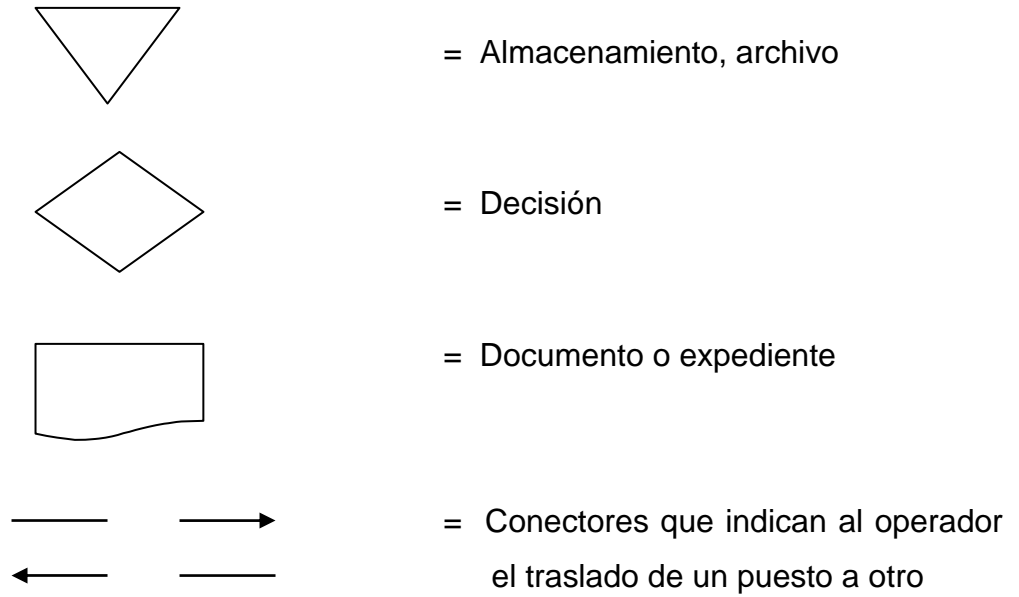 = Almacenamiento, archivo
= Decisión
= Documento o expediente
= Conectores que indican al operador
el traslado de un puesto a otro